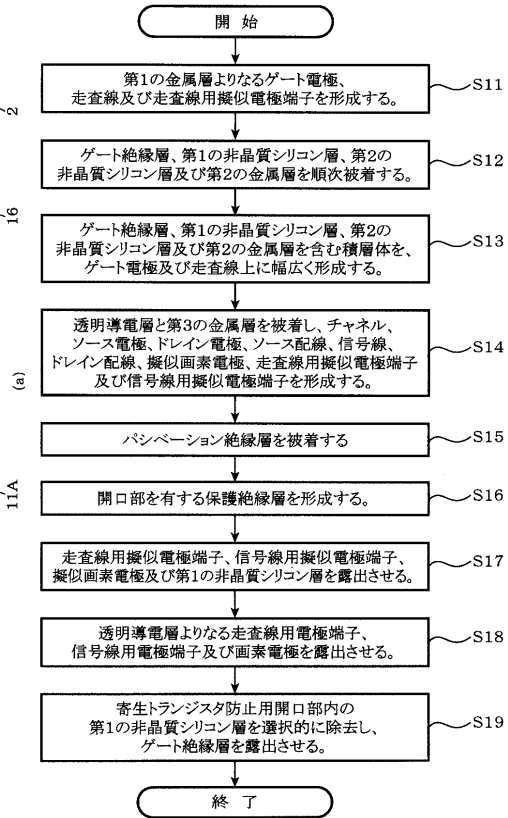 開 始
第1の金属層よりなるゲート電極、
走査線及び走査線用擬似電極端子を形成する。
S11
2
ゲート絶縁層、第1の非晶質シリコン層、第2の
非晶質シリコン層及び第2の金属層を順次被着する。
S12
16
ゲート絶縁層、第1の非晶質シリコン層、第2の
非晶質シリコン層及び第2の金属層を含む積層体を、
ゲート電極及び走査線上に幅広く形成する。
S13
透明導電層と第3の金属層を被着し、チャネル、
ソース電極、ドレイン電極、ソース配線、信号線、
ドレイン配線、擬似画素電極、走査線用擬似電極端子
及び信号線用擬似電極端子を形成する。
S14
(a)
パシベーション絶縁層を被着する
S15
11A
開口部を有する保護絶縁層を形成する。
S16
走査線用擬似電極端子、信号線用擬似電極端子、
擬似画素電極及び第1の非晶質シリコン層を露出させる。
S17
透明導電層よりなる走査線用電極端子、
信号線用電極端子及び画素電極を露出させる。
S18
寄生トランジスタ防止用開口部内の
第1の非晶質シリコン層を選択的に除去し、
ゲート絶縁層を露出させる。
S19
終 了